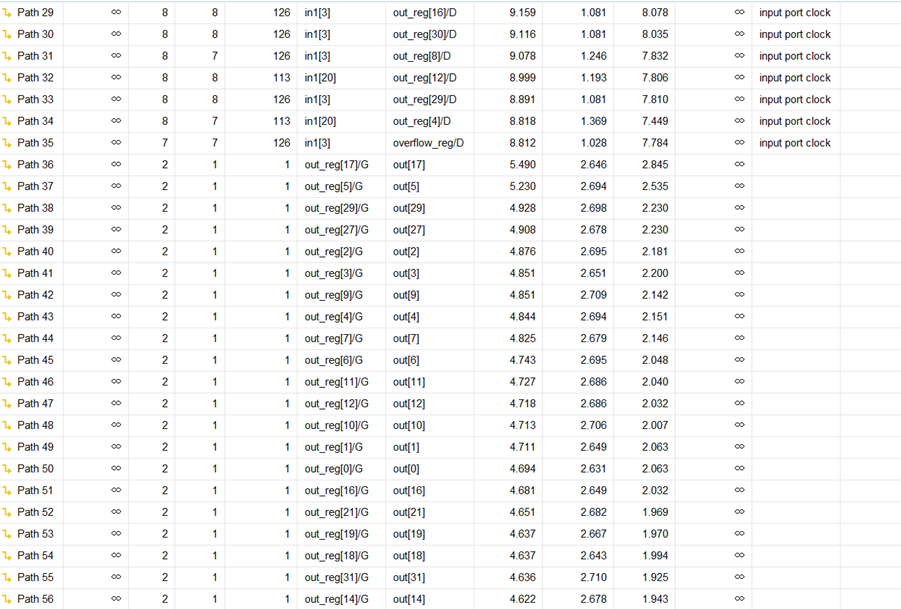 Path 29 ∞ 8 8 126 in1[3] out_reg[16]/D 9.159 1.081 8.078 ∞ input port clock
Path 30 ∞ 8 8 126 in1[3] out_reg[30]/D 9.116 1.081 8.035 ∞ input port clock
Path 31 ∞ 8 7 126 in1[3] out_reg[8]/D 9.078 1.246 7.832 ∞ input port clock
Path 32 ∞ 8 8 113 in1[20] out_reg[12]/D 8.999 1.193 7.806 ∞ input port clock
Path 33 ∞ 8 8 126 in1[3] out_reg[29]/D 8.891 1.081 7.810 ∞ input port clock
Path 34 ∞ 8 7 113 in1[20] out_reg[4]/D 8.818 1.369 7.449 ∞ input port clock
Path 35 ∞ 7 7 126 in1[3] overflow_reg/D 8.812 1.028 7.784 ∞ input port clock
Path 36 ∞ 2 1 1 out_reg[17]/G out[17] 5.490 2.646 2.845 ∞
Path 37 ∞ 2 1 1 out_reg[5]/G out[5] 5.230 2.694 2.535 ∞
Path 38 ∞ 2 1 1 out_reg[29]/G out[29] 4.928 2.698 2.230 ∞
Path 39 ∞ 2 1 1 out_reg[27]/G out[27] 4.908 2.678 2.230 ∞
Path 40 ∞ 2 1 1 out_reg[2]/G out[2] 4.876 2.695 2.181 ∞
Path 41 ∞ 2 1 1 out_reg[3]/G out[3] 4.851 2.651 2.200 ∞
Path 42 ∞ 2 1 1 out_reg[9]/G out[9] 4.851 2.709 2.142 ∞
Path 43 ∞ 2 1 1 out_reg[4]/G out[4] 4.844 2.694 2.151 ∞
Path 44 ∞ 2 1 1 out_reg[7]/G out[7] 4.825 2.679 2.146 ∞
Path 45 ∞ 2 1 1 out_reg[6]/G out[6] 4.743 2.695 2.048 ∞
Path 46 ∞ 2 1 1 out_reg[11]/G out[11] 4.727 2.686 2.040 ∞
Path 47 ∞ 2 1 1 out_reg[12]/G out[12] 4.718 2.686 2.032 ∞
Path 48 ∞ 2 1 1 out_reg[10]/G out[10] 4.713 2.706 2.007 ∞
Path 49 ∞ 2 1 1 out_reg[1]/G out[1] 4.711 2.649 2.063 ∞
Path 50 ∞ 2 1 1 out_reg[0]/G out[0] 4.694 2.631 2.063 ∞
Path 51 ∞ 2 1 1 out_reg[16]/G out[16] 4.681 2.649 2.032 ∞
Path 52 ∞ 2 1 1 out_reg[21]/G out[21] 4.651 2.682 1.969 ∞
Path 53 ∞ 2 1 1 out_reg[19]/G out[19] 4.637 2.667 1.970 ∞
Path 54 ∞ 2 1 1 out_reg[18]/G out[18] 4.637 2.643 1.994 ∞
Path 55 ∞ 2 1 1 out_reg[31]/G out[31] 4.636 2.710 1.925 ∞
Path 56 ∞ 2 1 1 out_reg[14]/G out[14] 4.622 2.678 1.943 ∞